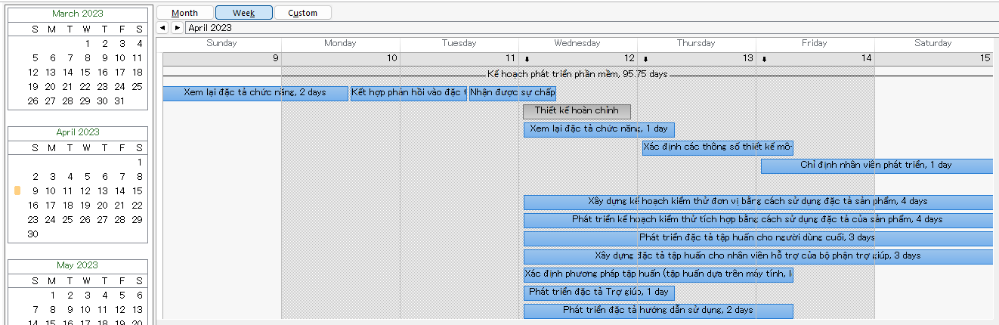 March 2023
S M T W T F S
1 2 3 4
5 6 7 8 9 10 11
12 13 14 15 16 17 18
19 20 21 22 23 24 25
26 27 28 29 30 31
April 2023
S M T W T F S
1
2 3 4 5 6 7 8
9 10 11 12 13 14 15
16 17 18 19 20 21 22
23 24 25 26 27 28 29
30
May 2023
S M T W T F S
1 2 3 4 5 6
7 8 9 10 11 12 13
14 15 16 17 18 19 20
Month Week Custom
April 2023
Sunday Monday Tuesday Wednesday Thursday Friday Saturday
9 10 11 12 13 14 15
Kế hoạch phát triển phần mềm, 95.75 days
Xem lại đặc tả chức năng, 2 days Kết hợp phản hồi vào đặc t Nhận được sự chấp
Thiết kế hoàn chỉnh
Xem lại đặc tả chức năng, 1 day
Xác định các thông số thiết kế mô-
Chỉ định nhân viên phát triển, 1 day
Xây dựng kế hoạch kiểm thử đơn vị bằng cách sử dụng đặc tả sản phẩm, 4 days
Phát triển kế hoạch kiểm thử tích hợp bằng cách sử dụng đặc tả của sản phẩm, 4 days
Phát triển đặc tả tập huấn cho người dùng cuối, 3 days
Xây dựng đặc tả tập huấn cho nhân viên hỗ trợ của bộ phận trợ giúp, 3 days
Xác định phương pháp tập huấn (tập huấn dựa trên máy tính, l
Phát triển đặc tả Trợ giúp, 1 day
Phát triển đặc tả hướng dẫn sử dụng, 2 days